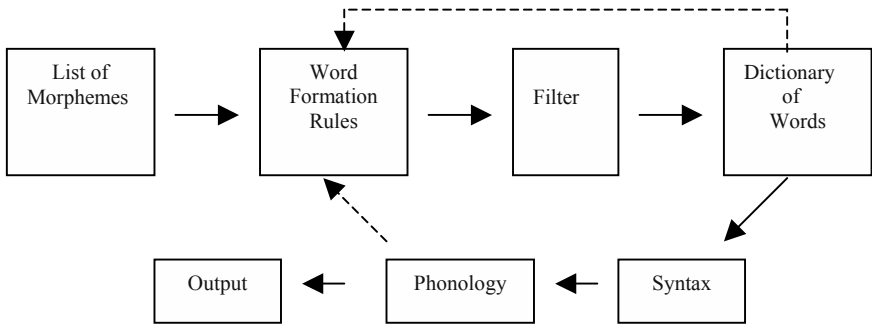 List of
Morphemes
Word
Formation
Rules
Filter
Dictionary
of
Words
Output
Phonology
Syntax